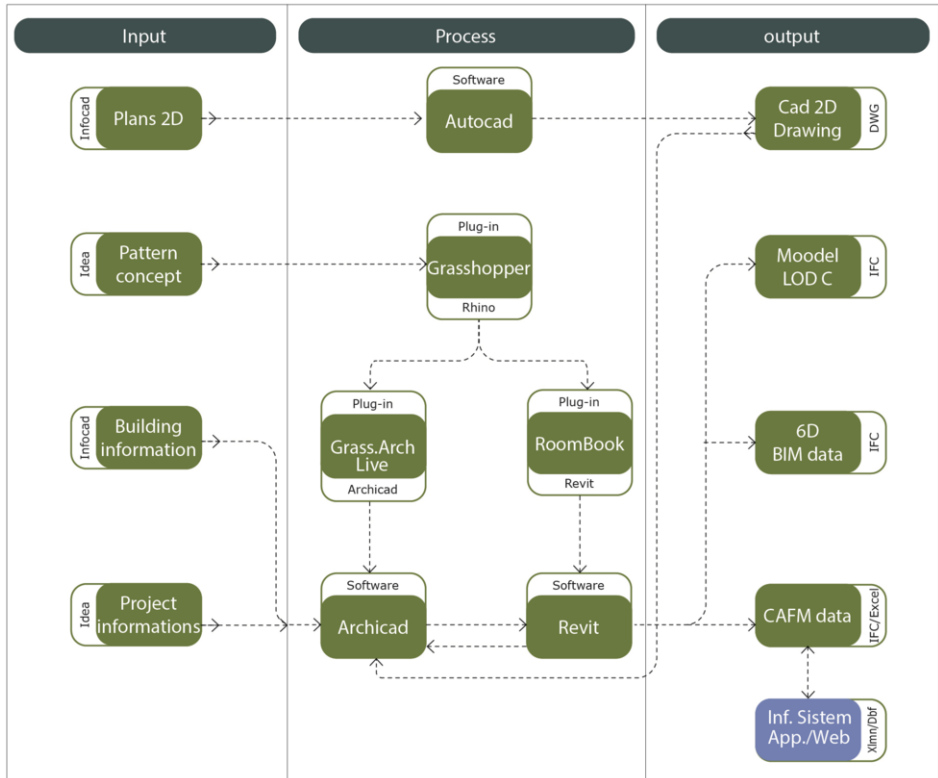 Input
Process
output
Infocad
Plans 2D
Software
Autocad
Cad 2D
Drawing
DWG
Idea
Pattern
concept
Plug-in
Grasshopper
Rhino
Moodel
LOD C
IFC
Infocad
Building
information
Plug-in
Grass.Arch
Live
Archicad
Plug-in
RoomBook
Revit
6D
BIM data
IFC
Idea
Project
informations
Software
Archicad
Software
Revit
CAFM data
IFC/Excel
Inf. Sistem
App./Web
Xlmn/Dbf